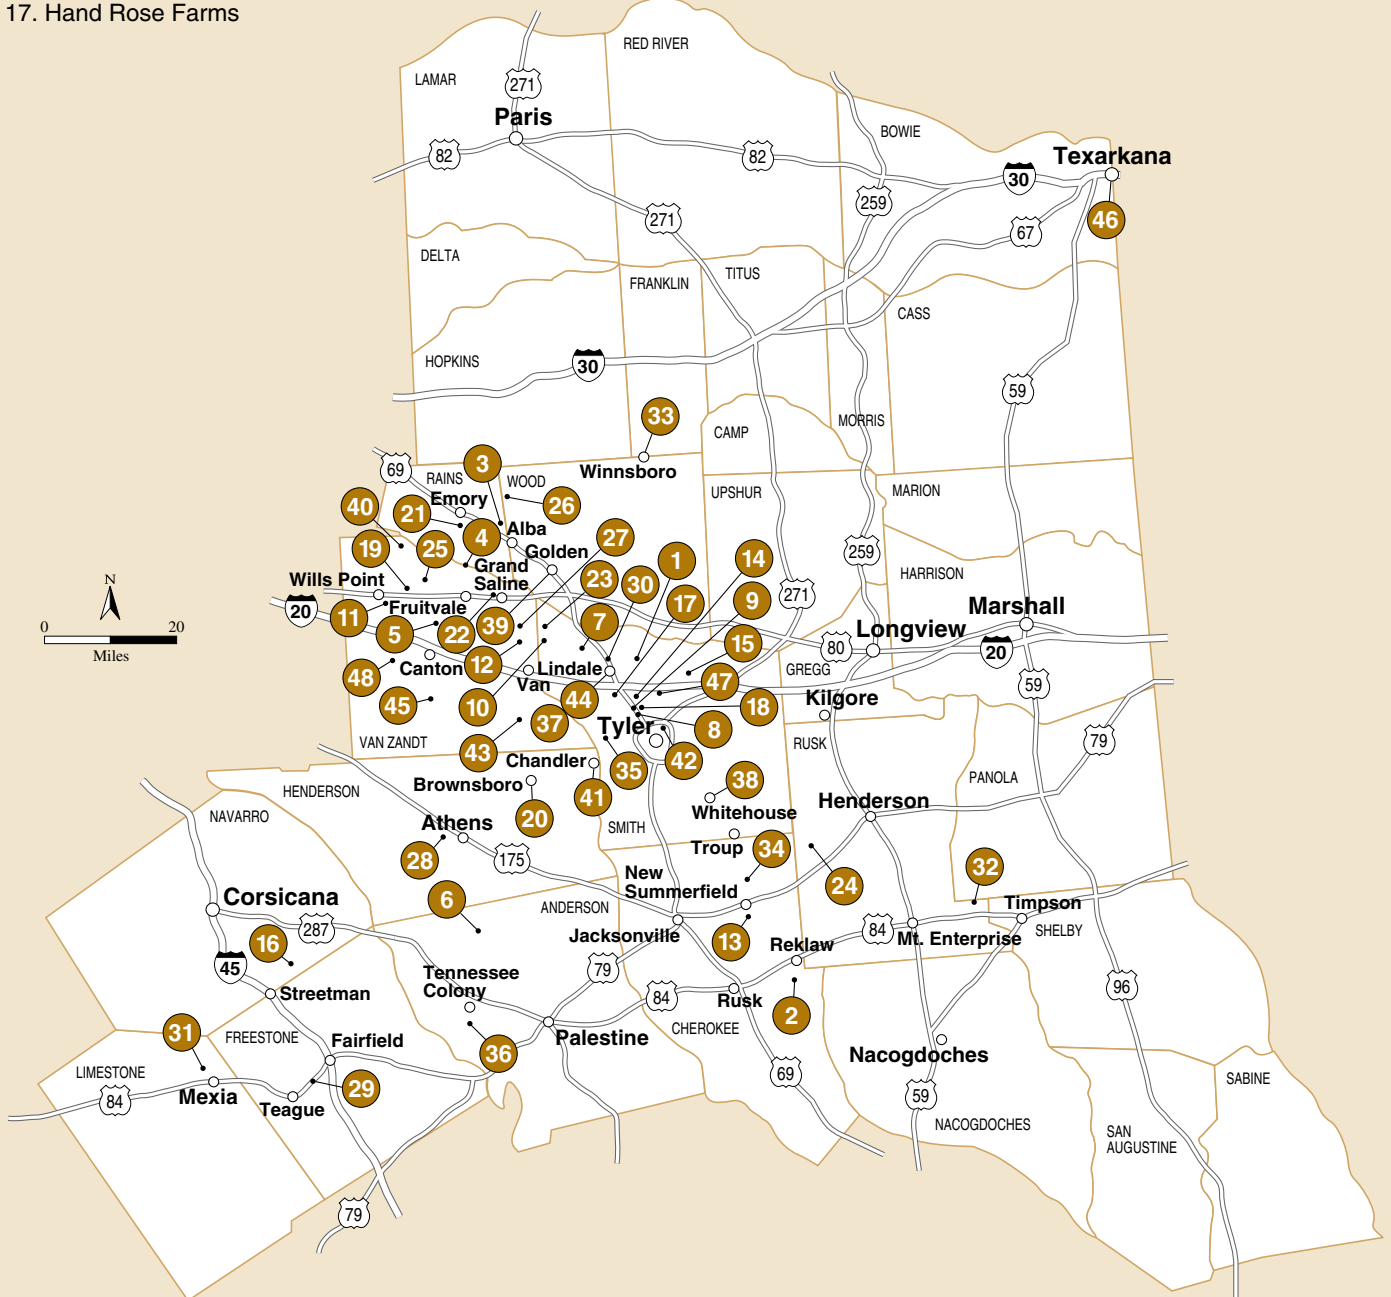 17. Hand Rose Farms
RED RIVER
LAMAR
271
Paris
BOWIE
82
82
Texarkana
30
259
271
46
67
DELTA
TITUS
FRANKLIN
CASS
HOPKINS
30
59
33
MORRIS
CAMP
3
Winnsboro
69
RAINS
WOOD
UPSHUR
MARION
Emory
40
26
21
Alba
4
27
19
25
Golden
259
14
1
Grand
Saline
HARRISON
Wills Point
23
30
N
271
9
17
Marshall
20
Fruitvale
11
39
7
0
20
5
22
Longview
15
80
20
Miles
Canton
12
Lindale
GREGG
48
Van
47
59
45
10
44
Kilgore
18
37
Tyler
8
VAN ZANDT
43
RUSK
79
Chandler
42
35
PANOLA
Brownsboro
38
HENDERSON
41
Henderson
Whitehouse
NAVARRO
20
Athens
SMITH
Troup
34
28
175
32
New
Summerfield
24
Corsicana
6
Timpson
ANDERSON
287
84
SHELBY
Jacksonville
13
Mt. Enterprise
16
Reklaw
45
79
Tennessee
Colony
96
Streetman
84
Rusk
2
31
FREESTONE
Fairfield
Palestine
CHEROKEE
36
Nacogdoches
LIMESTONE
69
SABINE
29
84
Mexia
59
Teague
NACOGDOCHES
SAN
AUGUSTINE
79